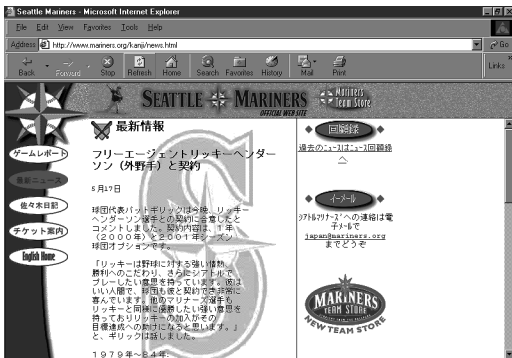 Seattle Mariners - Microsoft Internet Explorer
File Edit View Favorites Tools Help
Address http://www.mariners.org/kanji/news.html Go
Back Forward Stop Refresh Home Search Favorites History Mail Print Links
SEATTLE MARINERS
OFFICIAL WEB SITE
Mariners Team Store
ゲームレポート
最新ニュース
佐々木日記
チケット案内
English Home
最新情報
フリーエージェントリッキーヘンダー
ソン（外野手）と契約
5月17日
球団代表パットギリックは今晩、リッキー
ヘンダーソン選手との契約に合意したと
コメントしました。契約内容は、1年
（2000年）と2001年シーズン
球団オプションです。
「リッキーは野球に対する強い情熱、
勝利へのこだわり、さらにシアトルで
プレーしたい意思を持っています。彼は
いい人間で、球団も彼と契約でき非常に
喜んでいます。他のマリナーズ選手も
リッキーと同様に優勝したい強い意思を
持っておりリッキーの加入がその
目標達成への助けになると思います。」
と、ギリックは話しました。
1979年～84年、
回顧録
過去のニュースはニュース回顧録
へ
イーメール
シアトルマリナーズへの連絡は電
子メールで
japan@mariners.org
までどうぞ
MARINERS
TEAM STORE
NEW TEAM STORE